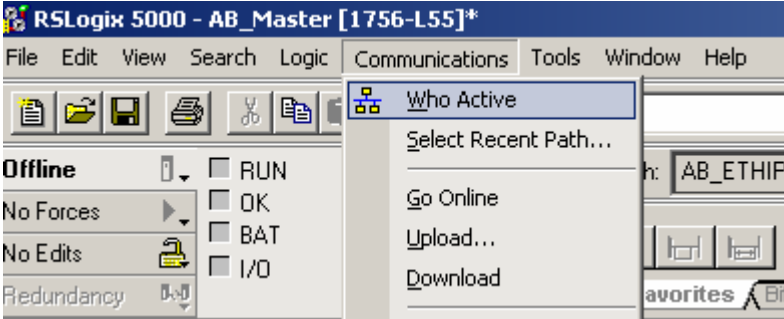 RSLogix 5000 - AB_Master [1756-L55]*
File Edit View Search Logic Communications Tools Window Help
Who Active
Select Recent Path...
Offline RUN h: AB_ETHIP
No Forces OK Go Online
BAT Upload...
No Edits I/O
Download
Redundancy avorites Bi